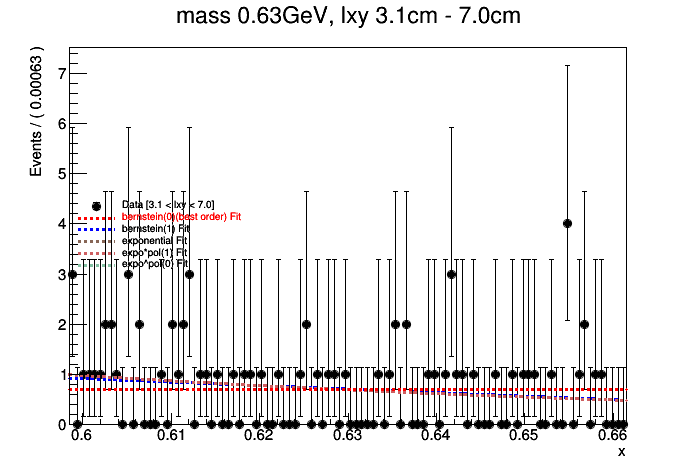 mass 0.63GeV, lxy 3.1cm - 7.0cm
Events / ( 0.00063 )
7
6
5
4
3
2
1
0
Data [3.1 < lxy < 7.0]
bernstein(0)(best order) Fit
bernstein(1) Fit
exponential Fit
expo*pol(1) Fit
expo^pol(0) Fit
0.6 0.61 0.62 0.63 0.64 0.65 0.66
x